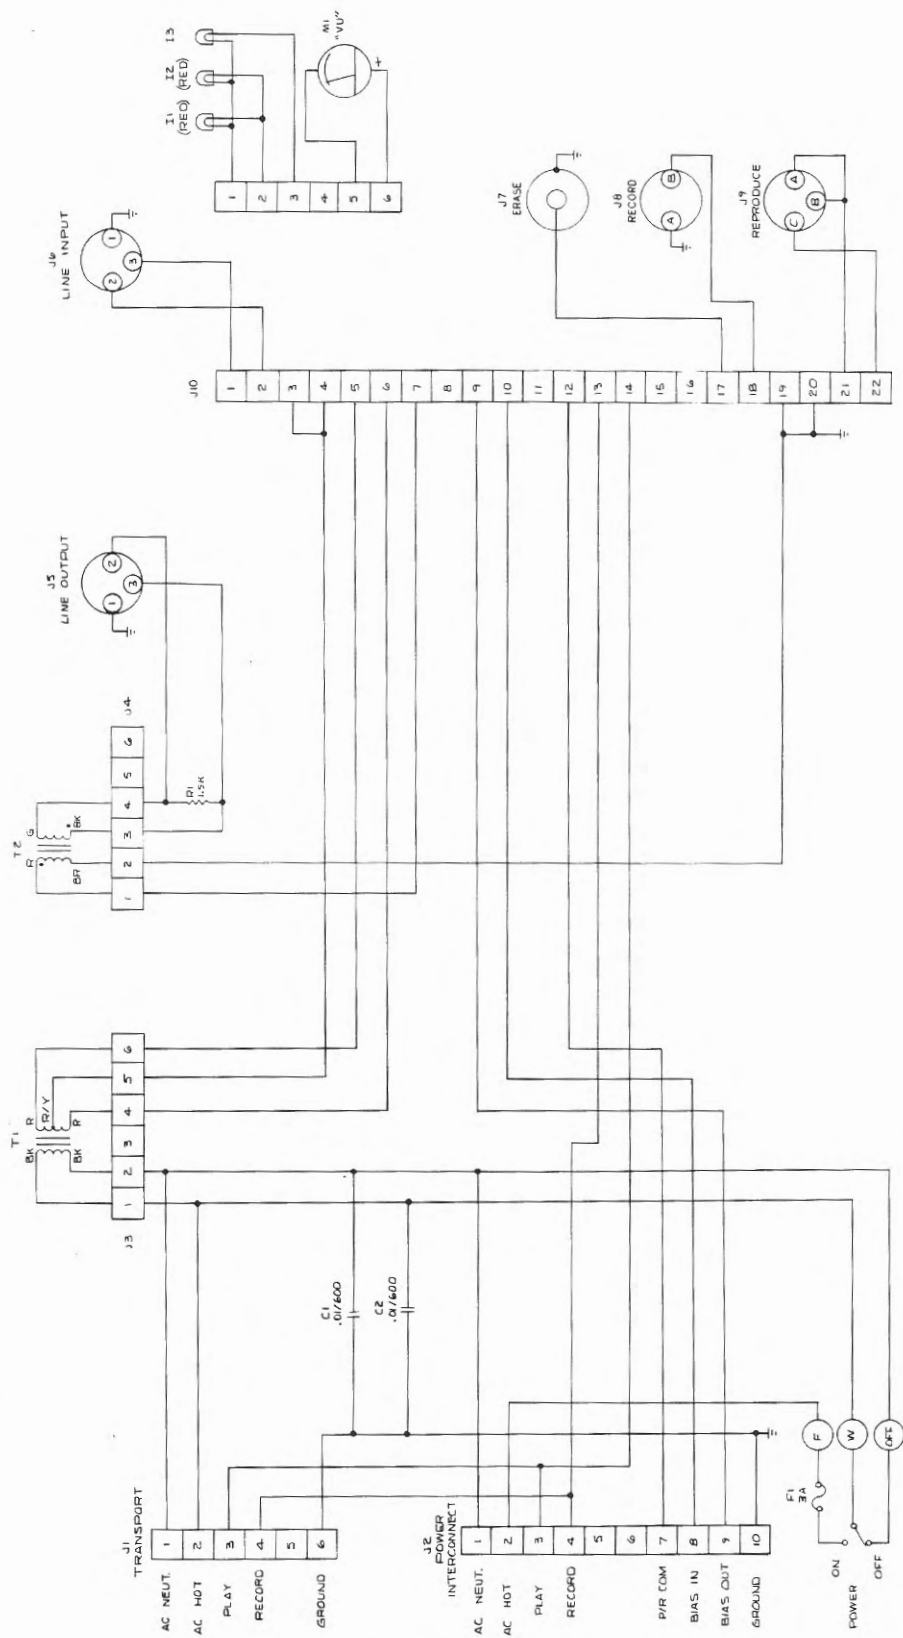 I3
I2
(RED)
I1
(RED)
M1
"VU"
+
1 2 3 4 5 6
J6
LINE INPUT
1
2
3
J7
ERASE
J8
RECORD
A
B
J9
REPRODUCE
A
B
C
J10
1 2 3 4 5 6 7 8 9 10 11 12 13 14 15 16 17 18 19 20 21 22
J5
LINE OUTPUT
1
2
3
J4
1 2 3 4 5 6
R1
1.5K
T2
R
G
BR
BK
T1
BK
R
R/Y
BK
R
J3
1 2 3 4 5 6
C1
.01/600
C2
.01/600
J1
TRANSPORT
1 AC NEUT.
2 AC HOT
3 PLAY
4 RECORD
5
6 GROUND
J2
POWER
INTERCONNECT
1 AC NEUT.
2 AC HOT
3 PLAY
4 RECORD
5
6
7 P/R COM
8 BIAS IN
9 BIAS OUT
10 GROUND
F
W
OFF
F1
3A
ON
POWER
OFF